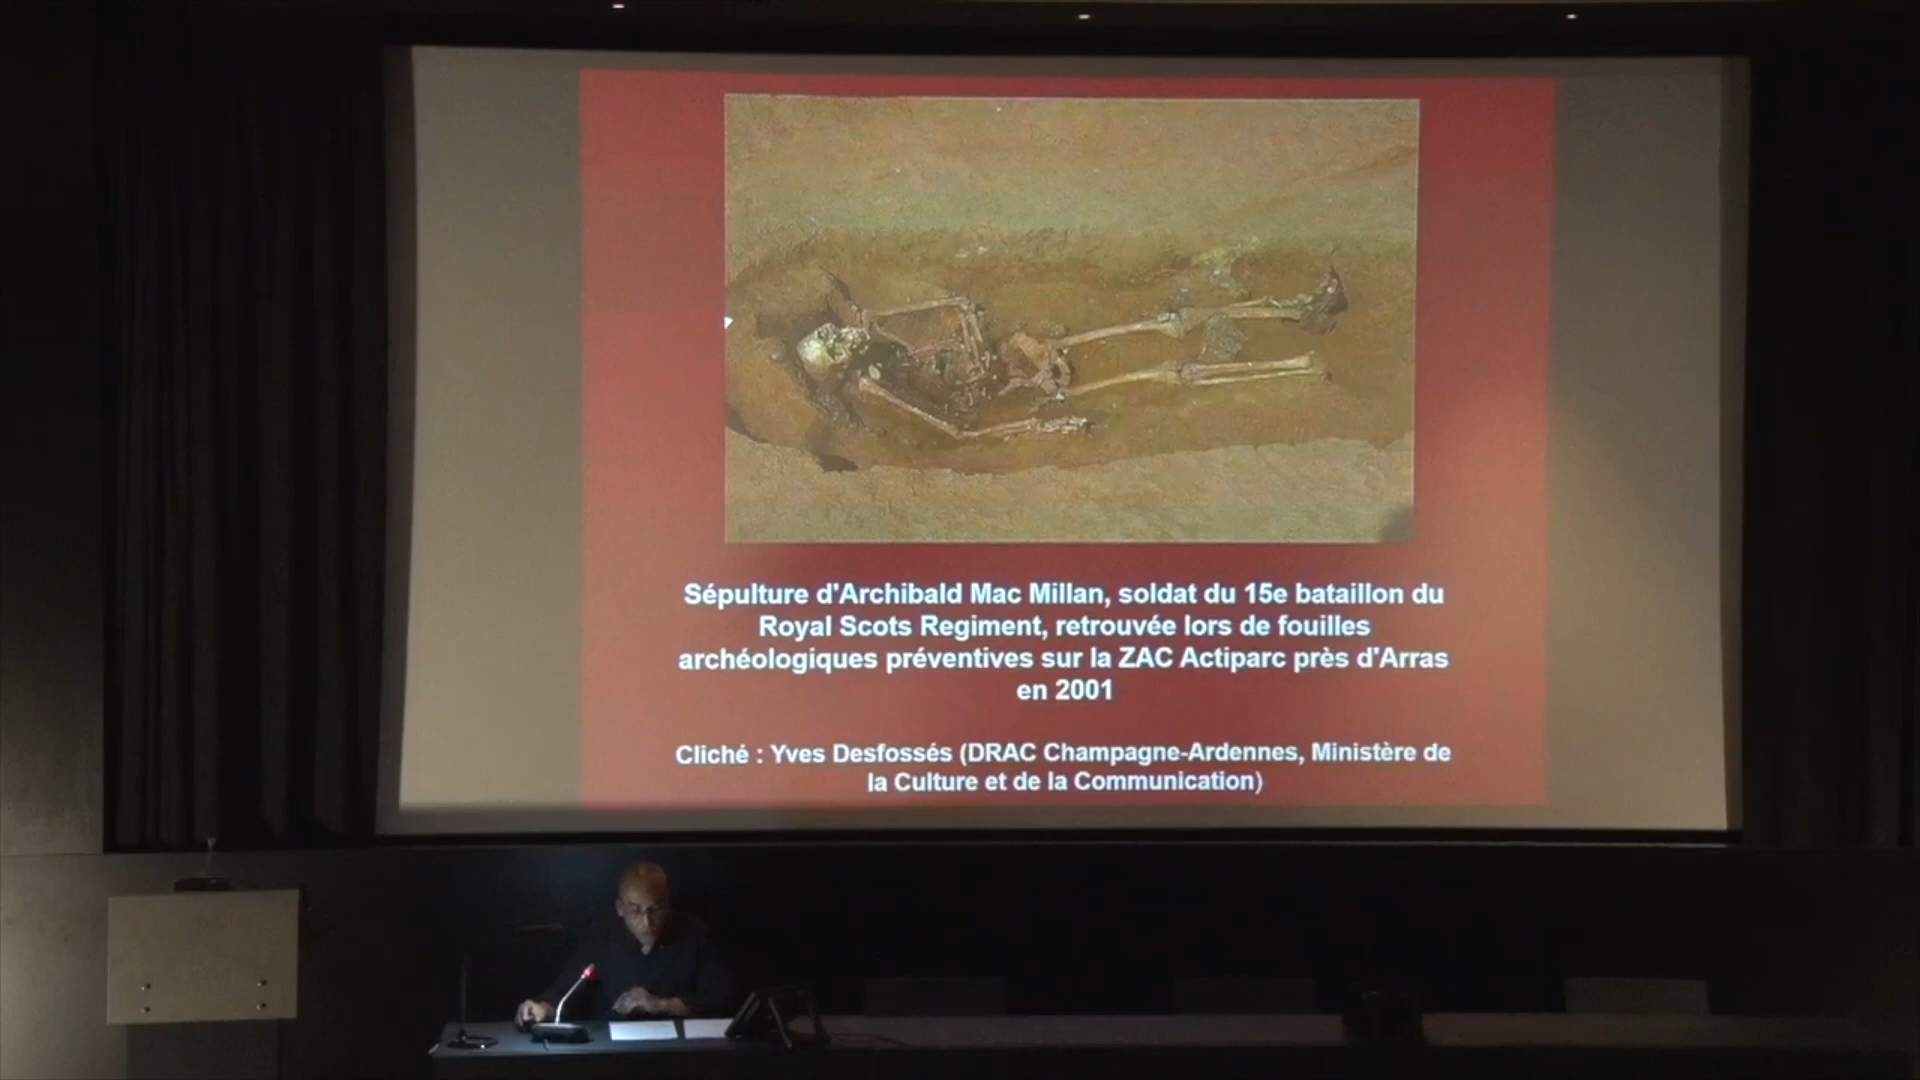 Sépulture d'Archibald Mac Millan, soldat du 15e bataillon du
Royal Scots Regiment, retrouvée lors de fouilles
archéologiques préventives sur la ZAC Actiparc près d'Arras
en 2001
Cliché : Yves Desfossés (DRAC Champagne-Ardennes, Ministère de
la Culture et de la Communication)